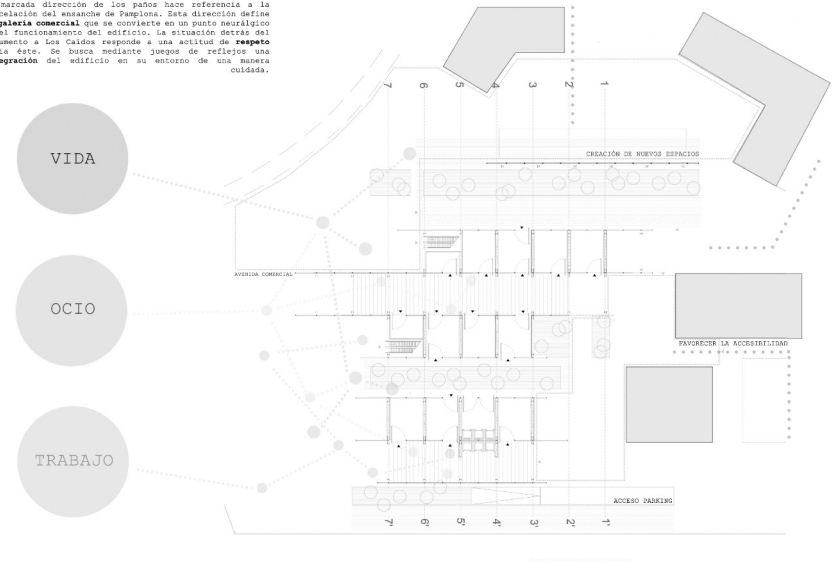 marcada dirección de los paños hace referencia a la
celación del ensanche de Pamplona. Esta dirección define
galería comercial que se convierte en un punto neurálgico
el funcionamiento del edificio. La situación detrás del
umento a Los Caídos responde a una actitud de respeto
ia éste. Se busca mediante juegos de reflejos una
egración del edificio en su entorno de una manera
cuidada.
7 6 5 4 3 2 1
CREACIÓN DE NUEVOS ESPACIOS
VIDA
AVENIDA COMERCIAL
OCIO
FAVORECER LA ACCESIBILIDAD
TRABAJO
ACCESO PARKING
7' 6' 5' 4' 3' 2' 1'